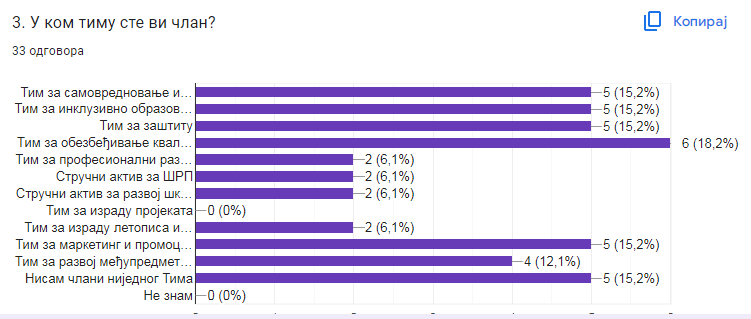 3. У ком тиму сте ви члан?
Копирај
33 одговора
Тим за самовредновање и... 5 (15,2%)
Тим за инклузивно образов... 5 (15,2%)
Тим за заштиту 5 (15,2%)
Тим за обезбеђивање квал... 6 (18,2%)
Тим за професионални раз... 2 (6,1%)
Стручни актив за ШРП 2 (6,1%)
Стручни актив за развој шк... 2 (6,1%)
Тим за израду пројеката 0 (0%)
Тим за израду летописа и... 2 (6,1%)
Тим за маркетинг и промоц... 5 (15,2%)
Тим за развој међупредмет... 4 (12,1%)
Нисам члани ниједног Тима 5 (15,2%)
Не знам 0 (0%)